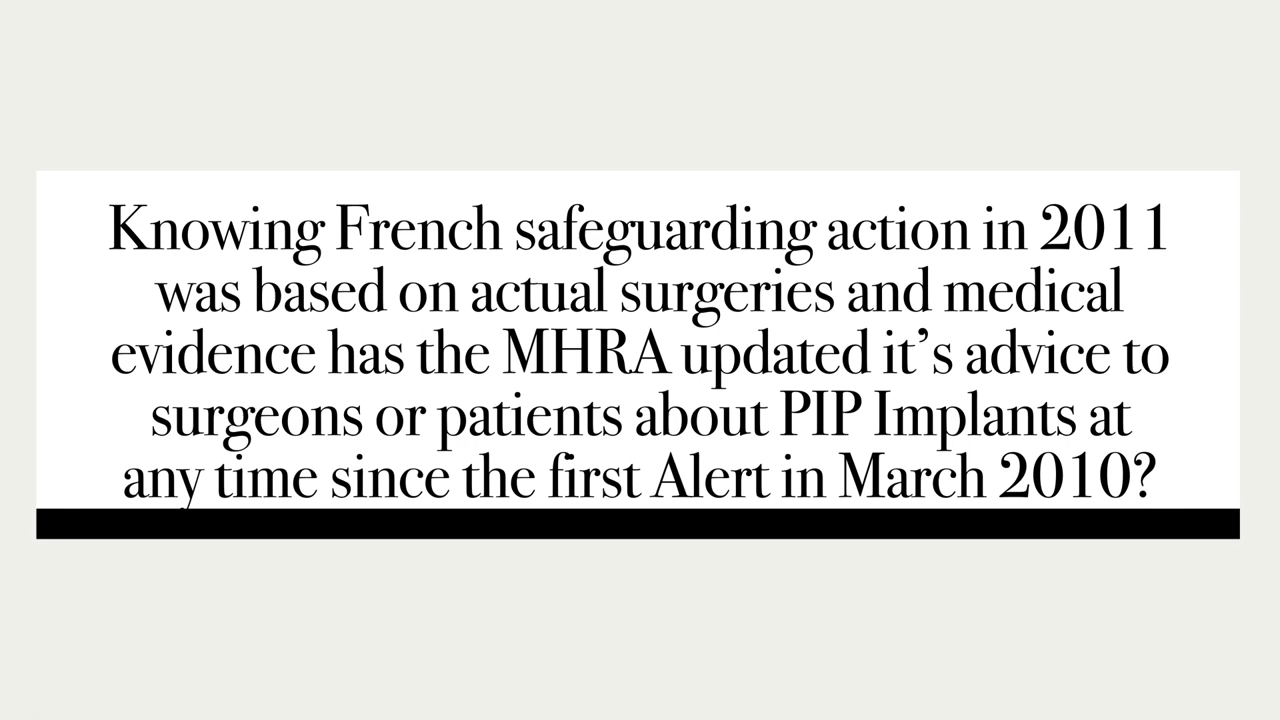 Knowing French safeguarding action in 2011
was based on actual surgeries and medical
evidence has the MHRA updated it’s advice to
surgeons or patients about PIP Implants at
any time since the first Alert in March 2010?